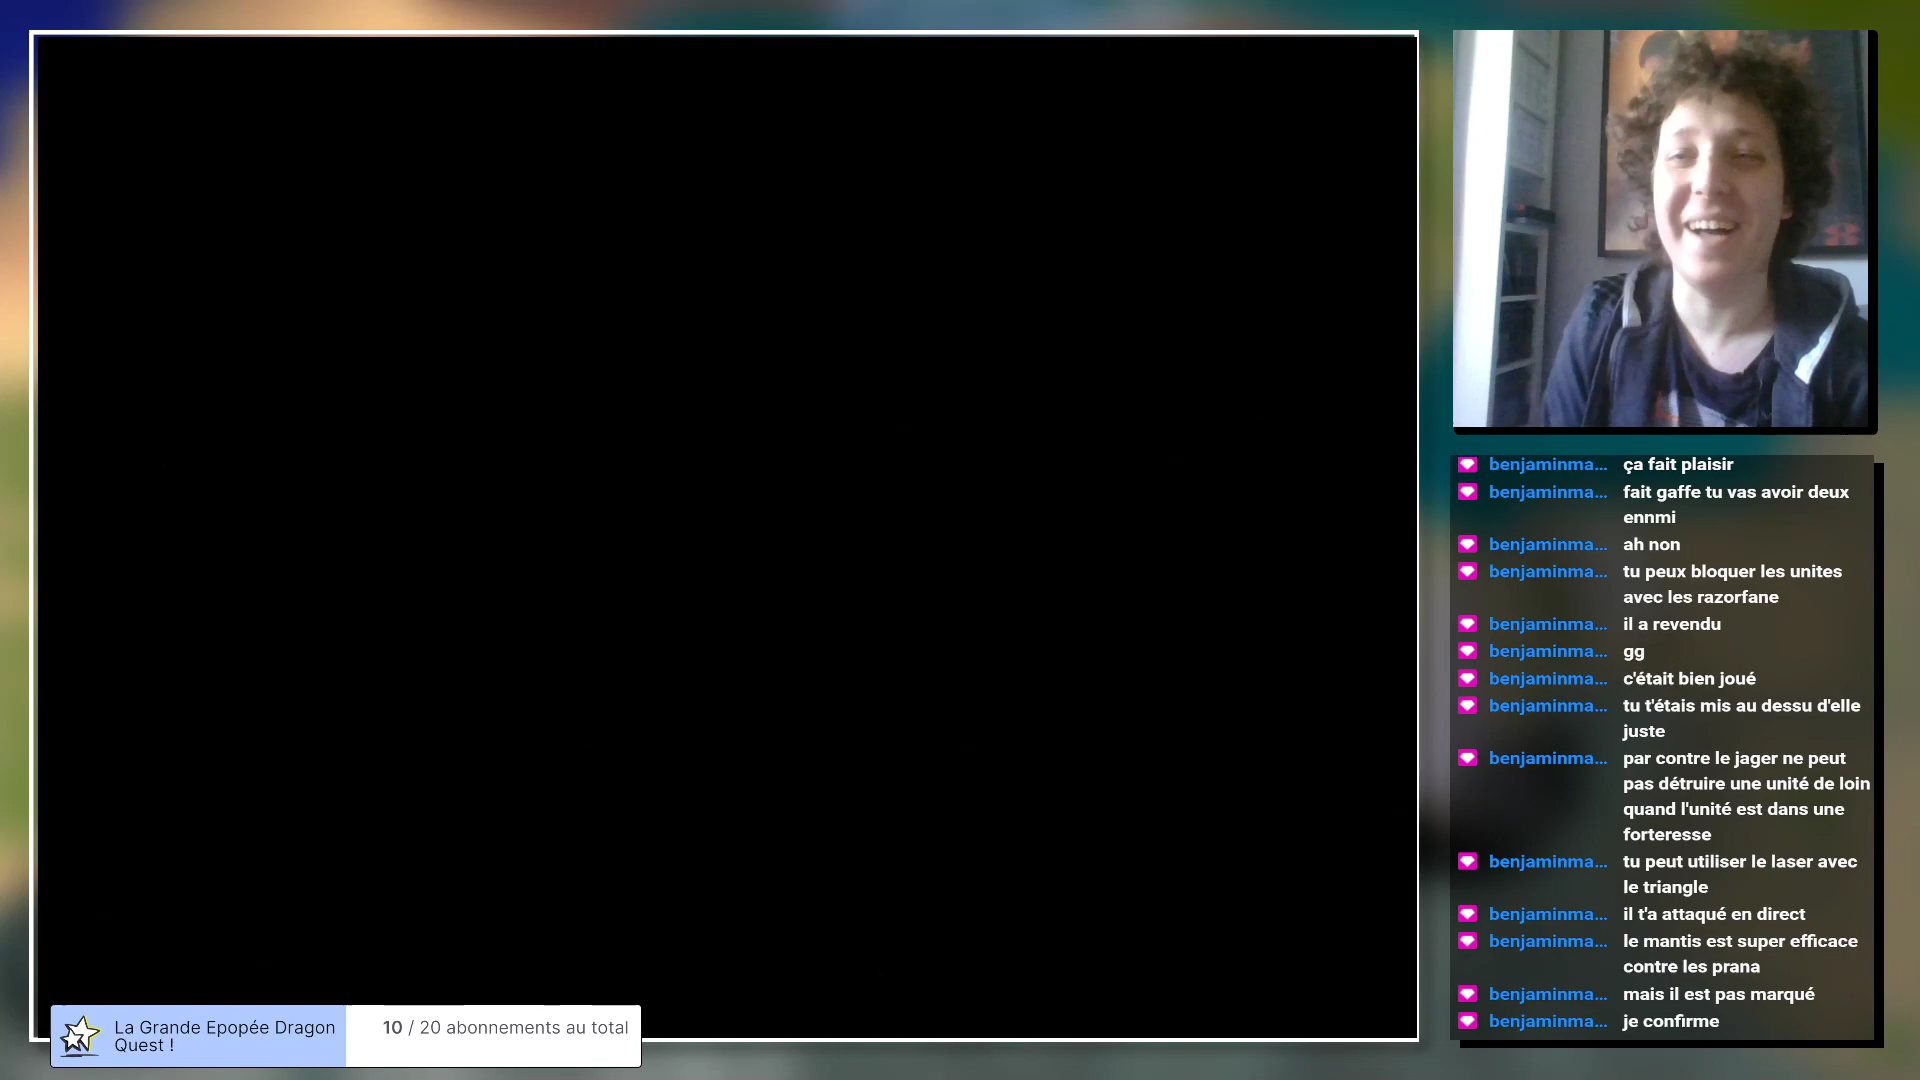 benjaminma... ça fait plaisir
benjaminma... fait gaffe tu vas avoir deux
ennmi
benjaminma... ah non
benjaminma... tu peux bloquer les unites
avec les razorfane
benjaminma... il a revendu
benjaminma... gg
benjaminma... c'était bien joué
benjaminma... tu t'étais mis au dessu d'elle
juste
benjaminma... par contre le jager ne peut
pas détruire une unité de loin
quand l'unité est dans une
forteresse
benjaminma... tu peut utiliser le laser avec
le triangle
benjaminma... il t'a attaqué en direct
benjaminma... le mantis est super efficace
contre les prana
benjaminma... mais il est pas marqué
benjaminma... je confirme
La Grande Epopée Dragon
Quest !
10 / 20 abonnements au total